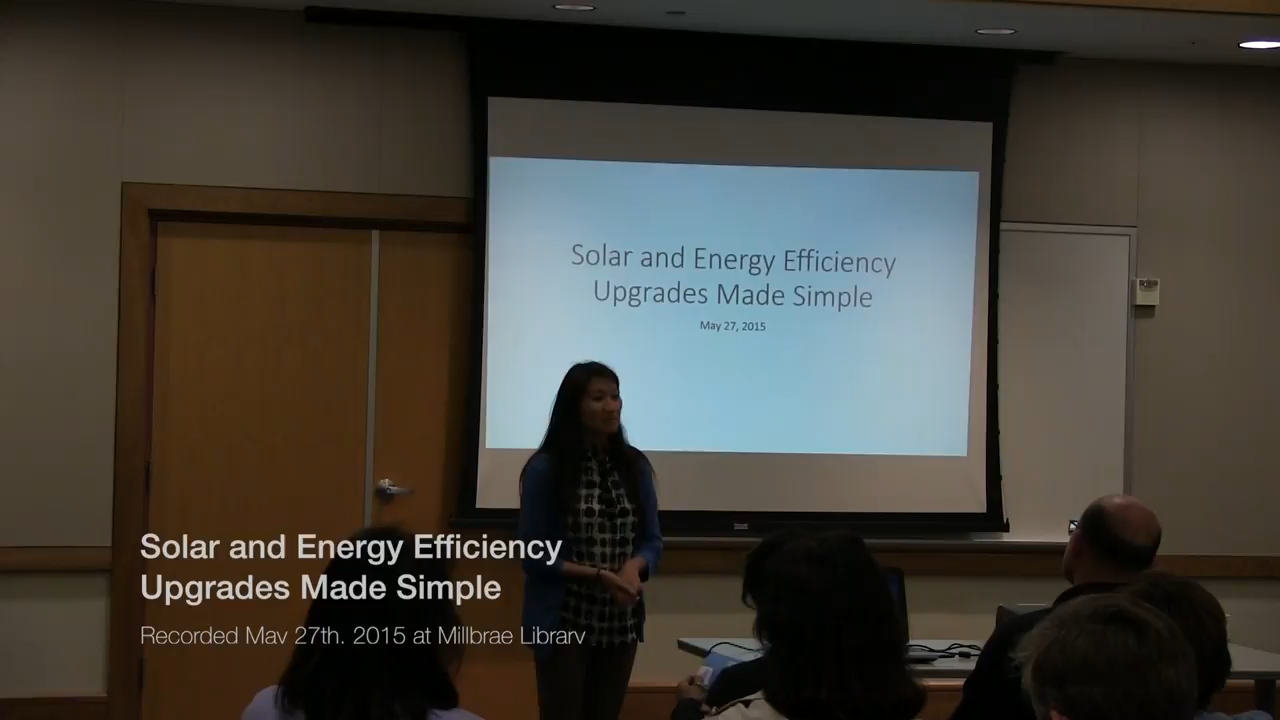 Solar and Energy Efficiency
Upgrades Made Simple
May 27, 2015
Solar and Energy Efficiency
Upgrades Made Simple
Recorded May 27th, 2015 at Millbrae Library